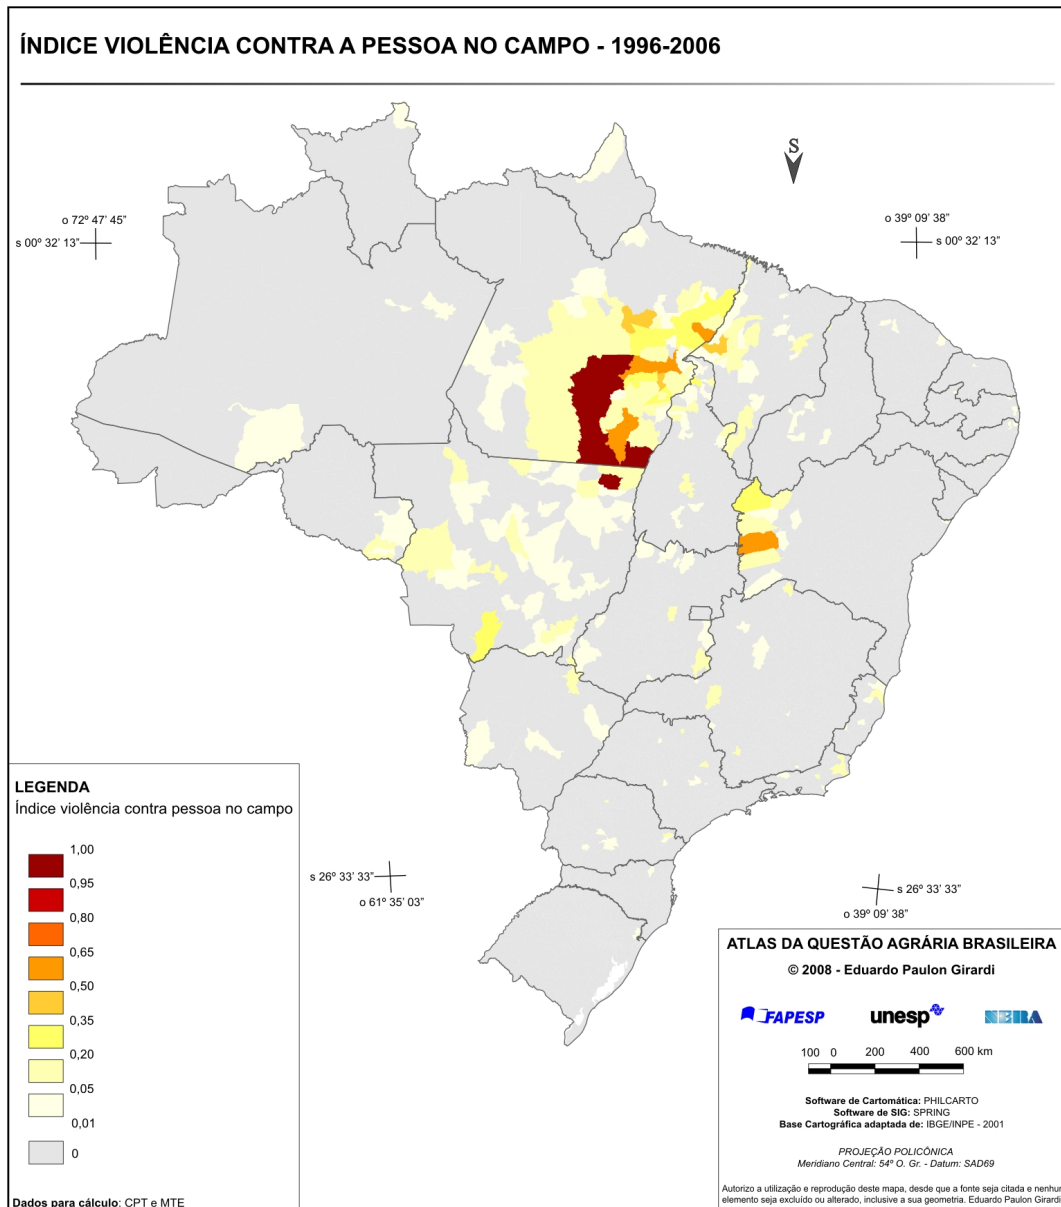 ÍNDICE VIOLÊNCIA CONTRA A PESSOA NO CAMPO - 1996-2006
S
o 72º 47' 45”
s 00º 32' 13”
o 39º 09' 38”
s 00º 32' 13”
LEGENDA
Índice violência contra pessoa no campo
1,00
0,95
0,80
0,65
0,50
0,35
0,20
0,05
0,01
0
Dados para cálculo: CPT e MTE
s 26º 33' 33”
o 61º 35' 03”
s 26º 33' 33”
o 39º 09' 38”
ATLAS DA QUESTÃO AGRÁRIA BRASILEIRA
© 2008 - Eduardo Paulon Girardi
FAPESP
unesp
NERA
100 0 200 400 600 km
Software de Cartomática: PHILCARTO
Software de SIG: SPRING
Base Cartográfica adaptada de: IBGE/INPE - 2001
PROJEÇÃO POLICÔNICA
Meridiano Central: 54º O. Gr. - Datum: SAD69
Autorizo a utilização e reprodução deste mapa, desde que a fonte seja citada e nenhum
elemento seja excluído ou alterado, inclusive a sua geometria. Eduardo Paulon Girardi